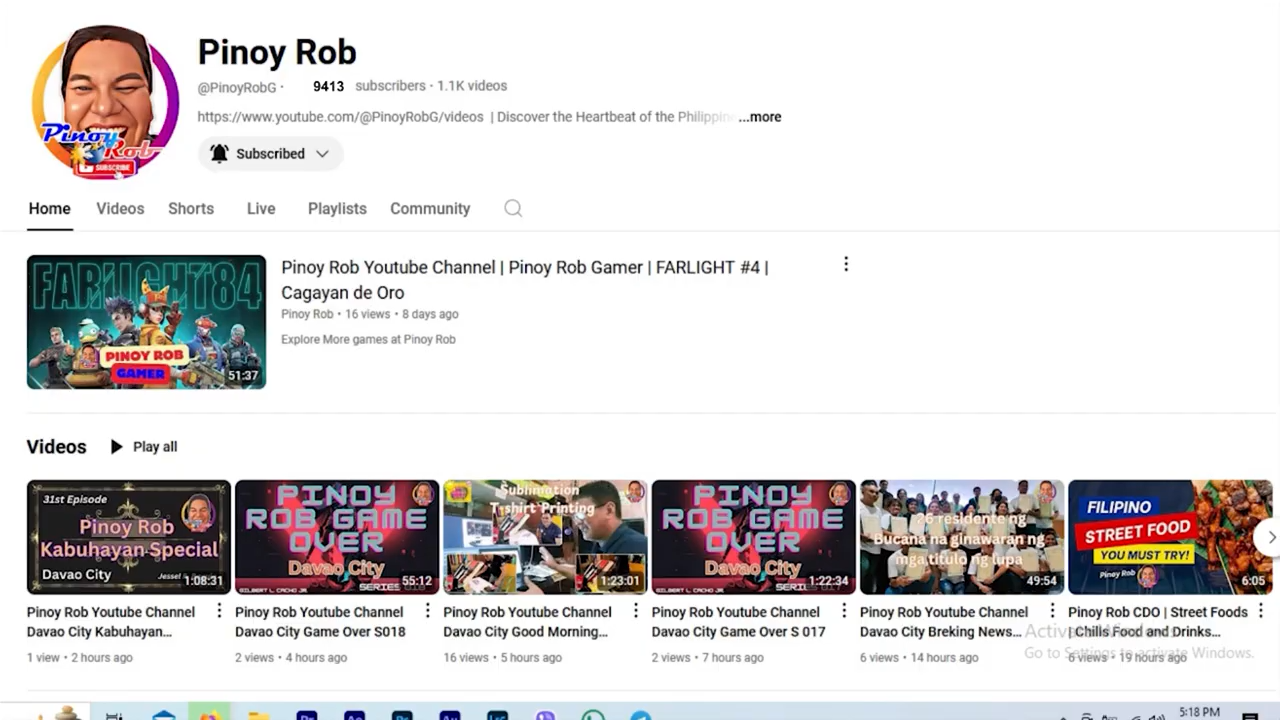 Pinoy Rob
@PinoyRobG · 9413 subscribers · 1.1K videos
https://www.youtube.com/@PinoyRobG/videos | Discover the Heartbeat of the Philippin ...more
Pinoy
Rob
SUBSCRIBE
Subscribed
Home Videos Shorts Live Playlists Community
FARLIGHT84
PINOY ROB
GAMER
51:37
Pinoy Rob Youtube Channel | Pinoy Rob Gamer | FARLIGHT #4 |
Cagayan de Oro
Pinoy Rob · 16 views · 8 days ago
Explore More games at Pinoy Rob
Videos Play all
31st Episode
Pinoy Rob
Kabuhayan Special
Davao City
1:08:31
Pinoy Rob Youtube Channel
Davao City Kabuhayan...
1 view · 2 hours ago
PINOY
ROB GAME
OVER
Davao City
55:12
GILBERT L. CACHO JR.
Pinoy Rob Youtube Channel
Davao City Game Over S018
2 views · 4 hours ago
Sublimation
T-shirt Printing
1:23:01
Pinoy Rob Youtube Channel
Davao City Good Morning...
16 views · 5 hours ago
PINOY
ROB GAME
OVER
Davao City
1:22:34
GILBERT L. CACHO JR.
Pinoy Rob Youtube Channel
Davao City Game Over S 017
2 views · 7 hours ago
76 residente ng
Bucana na ginawaran ng
mga titulo ng lupa
49:54
Pinoy Rob Youtube Channel
Davao City Breking News...
6 views · 14 hours ago
FILIPINO
STREET FOOD
YOU MUST TRY!
Pinoy Rob
6:05
Pinoy Rob CDO | Street Foods
| Chills Food and Drinks...
6 views · 19 hours ago
Activate Windows
Go to Settings to activate Windows.
5:18 PM